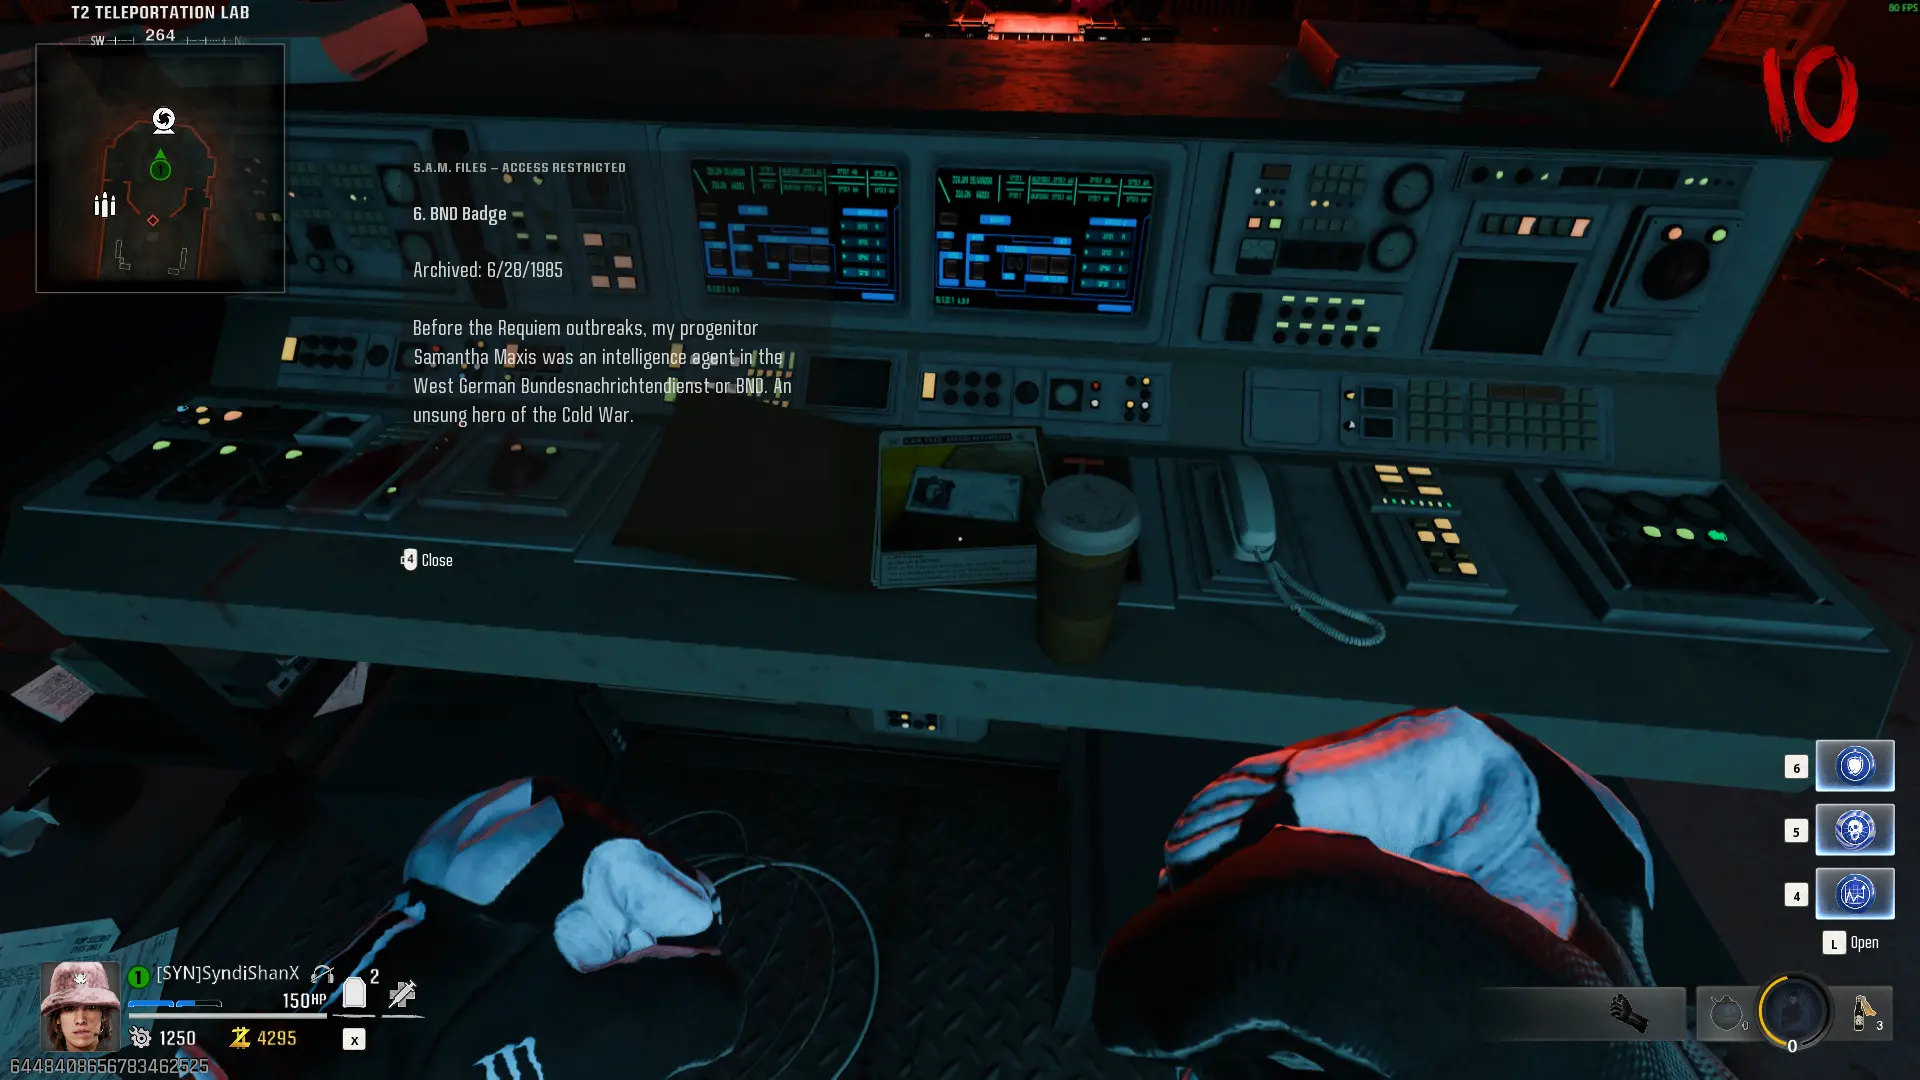 T2 TELEPORTATION LAB
SW 264
80 FPS
10
S.A.M. FILES – ACCESS RESTRICTED
6. BND Badge
Archived: 6/28/1985
Before the Requiem outbreaks, my progenitor
Samantha Maxis was an intelligence agent in the
West German Bundesnachrichtendienst or BND. An
unsung hero of the Cold War.
4 Close
6
5
4
L Open
1 [SYN]SyndiShanX
2
150HP
1250
4295
X
0
3
0
6448408656783462525